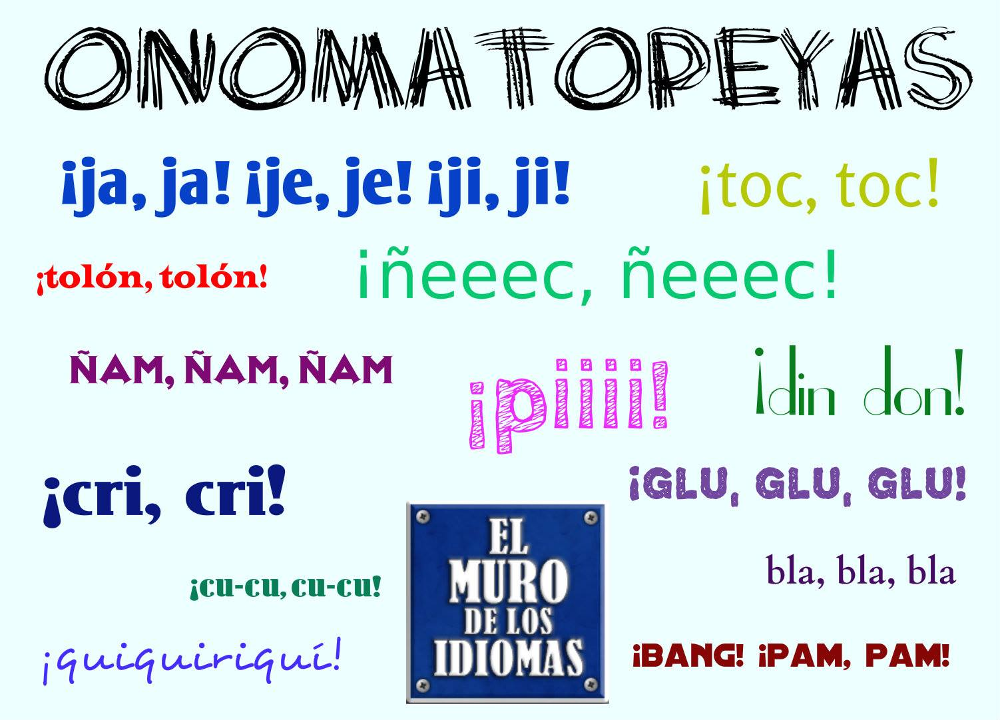 ONOMATOPEYAS
¡ja, ja! ¡je, je! ¡ji, ji!
¡toc, toc!
¡tolón, tolón!
¡ñeeec, ñeeec!
ÑAM, ÑAM, ÑAM
¡piiii!
¡din don!
¡cri, cri!
¡GLU, GLU, GLU!
EL
MURO
DE LOS
IDIOMAS
bla, bla, bla
¡cu-cu, cu-cu!
¡quiquiriquí!
¡BANG! ¡PAM, PAM!